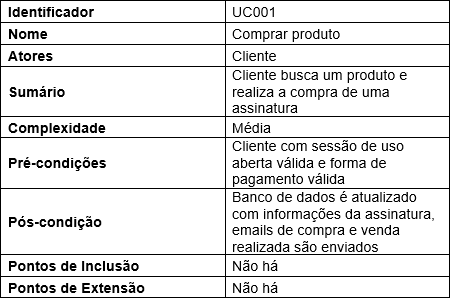 Identificador UC001
Nome Comprar produto
Atores Cliente
Sumário Cliente busca um produto e
realiza a compra de uma
assinatura
Complexidade Média
Pré-condições Cliente com sessão de uso
aberta válida e forma de
pagamento válida
Pós-condição Banco de dados é atualizado
com informações da assinatura,
emails de compra e venda
realizada são enviados
Pontos de Inclusão Não há
Pontos de Extensão Não há